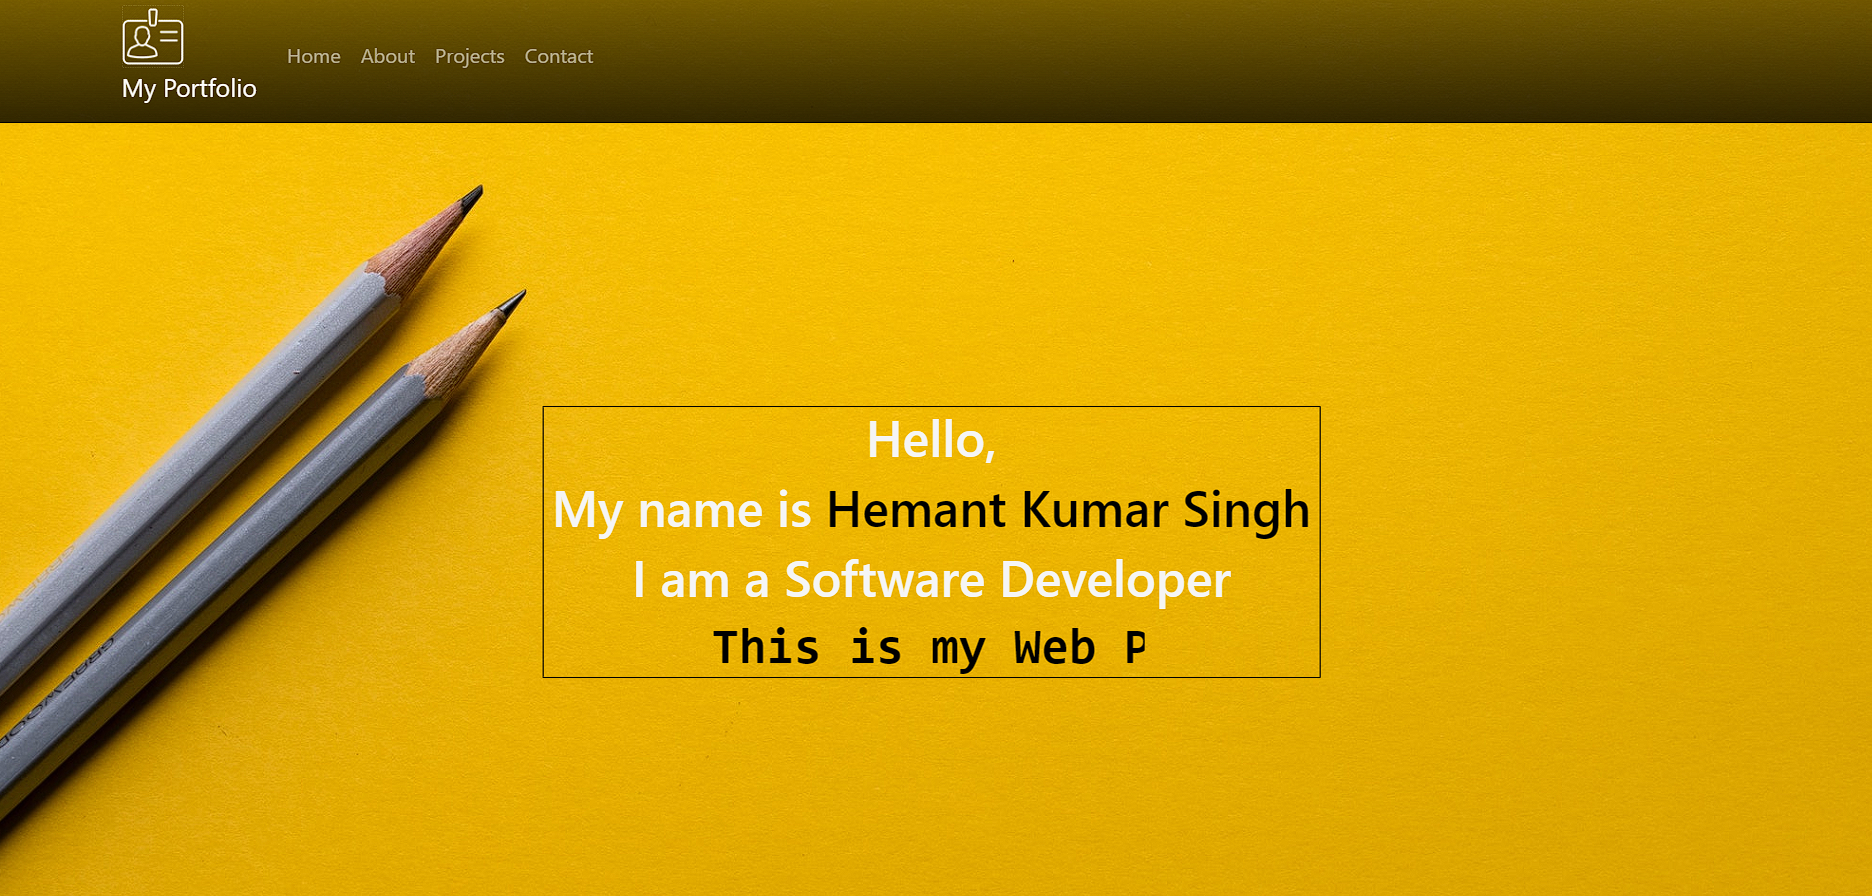 My Portfolio
Home About Projects Contact
Hello,
My name is Hemant Kumar Singh
I am a Software Developer
This is my Web P